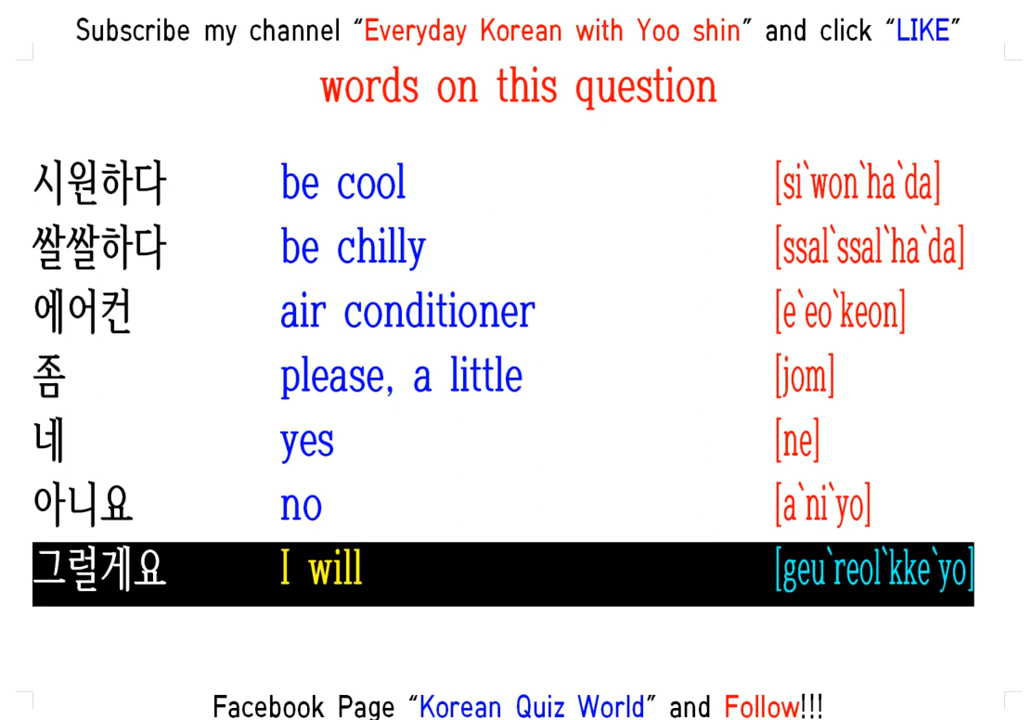 Subscribe my channel “Everyday Korean with Yoo shin” and click “LIKE”
words on this question
시원하다 be cool [si`won`ha`da]
쌀쌀하다 be chilly [ssal`ssal`ha`da]
에어컨 air conditioner [e`eo`keon]
좀 please, a little [jom]
네 yes [ne]
아니요 no [a`ni`yo]
그럴게요 I will [geu`reol`kke`yo]
Facebook Page “Korean Quiz World” and Follow!!!